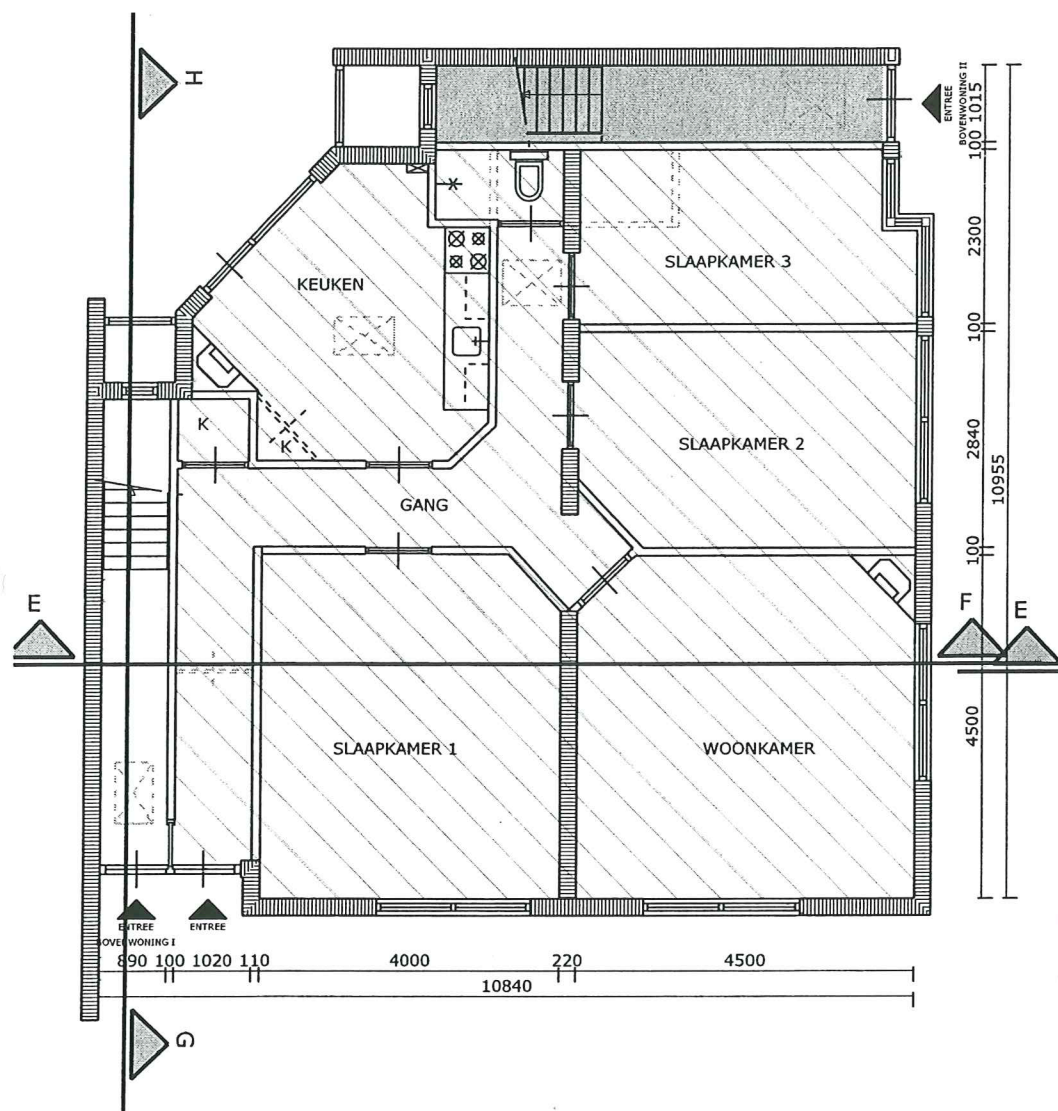 H
ENTREE
BOVENWONING II
100 1015
2300
100
2840
10955
100
4500
KEUKEN
SLAAPKAMER 3
SLAAPKAMER 2
K
K
GANG
E
F
E
SLAAPKAMER 1
WOONKAMER
ENTREE
BOVENWONING I
ENTREE
890 100 1020 110 4000 220 4500
10840
G